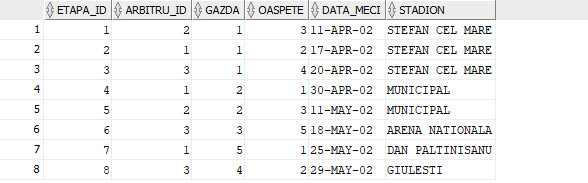 ETAPA_ID ARBITRU_ID GAZDA OASPETE DATA_MECI STADION
1 1 2 1 3 11-APR-02 STEFAN CEL MARE
2 2 1 1 2 17-APR-02 STEFAN CEL MARE
3 3 3 1 4 20-APR-02 STEFAN CEL MARE
4 4 1 2 1 30-APR-02 MUNICIPAL
5 5 2 2 3 11-MAY-02 MUNICIPAL
6 6 3 3 5 18-MAY-02 ARENA NATIONALA
7 7 1 5 1 25-MAY-02 DAN PALTINISANU
8 8 3 4 2 29-MAY-02 GIULESTI